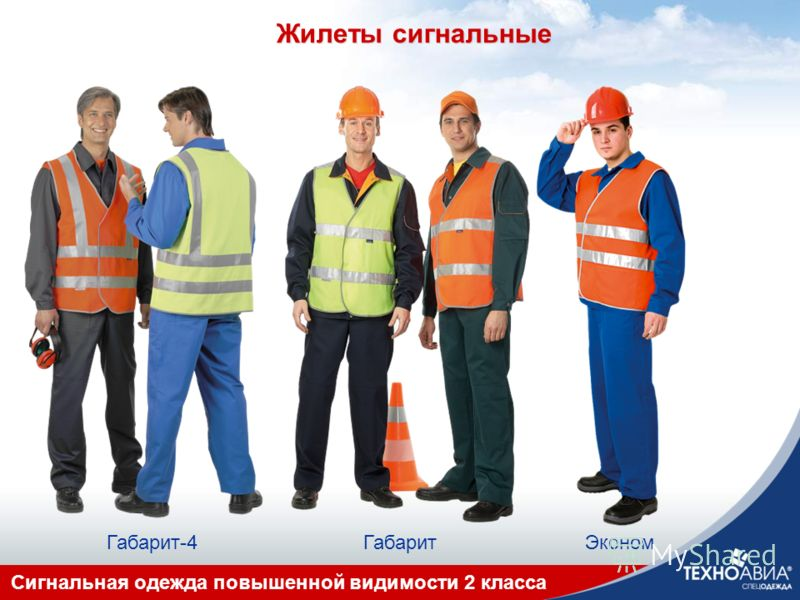 Жилеты сигнальные
Габарит-4 Габарит Эконом
MyShared
ТЕХНОАВИА®
СПЕЦОДЕЖДА
Сигнальная одежда повышенной видимости 2 класса